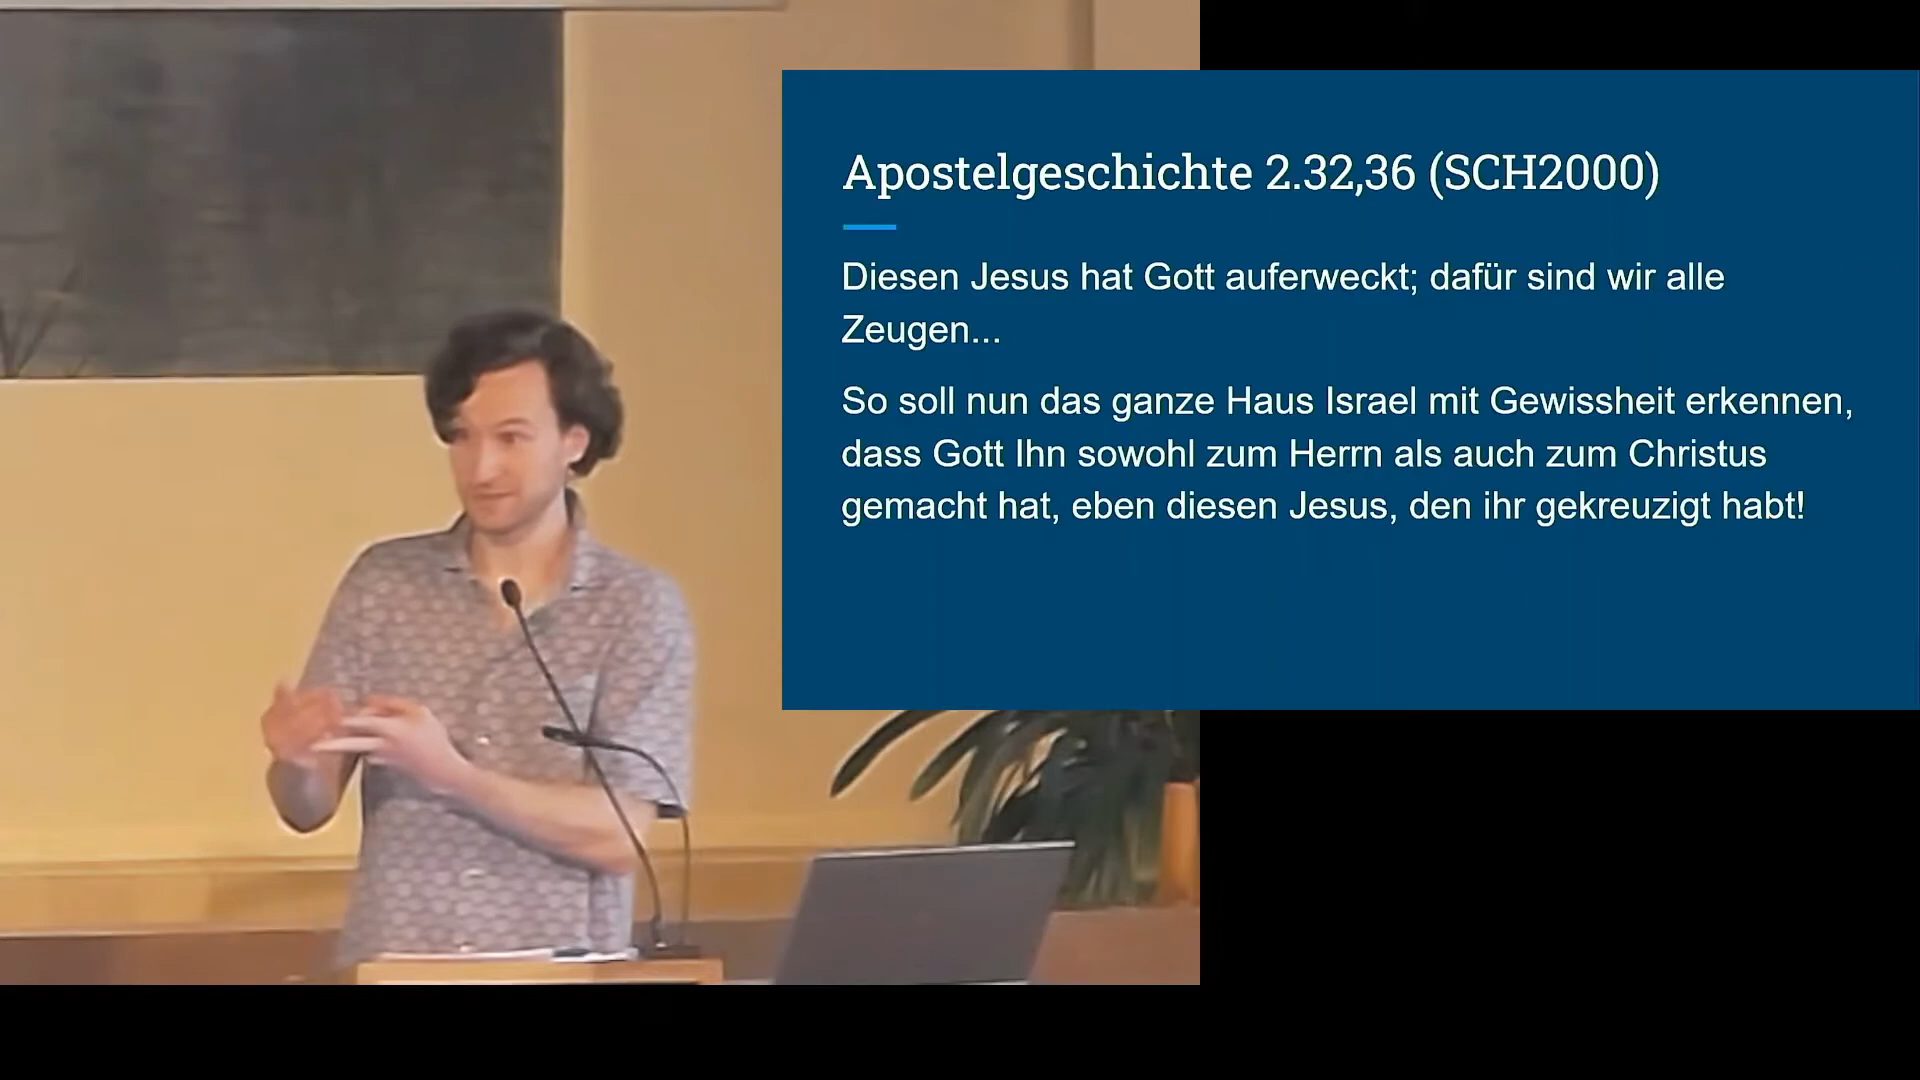 Apostelgeschichte 2.32,36 (SCH2000)
Diesen Jesus hat Gott auferweckt; dafür sind wir alle
Zeugen...
So soll nun das ganze Haus Israel mit Gewissheit erkennen,
dass Gott Ihn sowohl zum Herrn als auch zum Christus
gemacht hat, eben diesen Jesus, den ihr gekreuzigt habt!